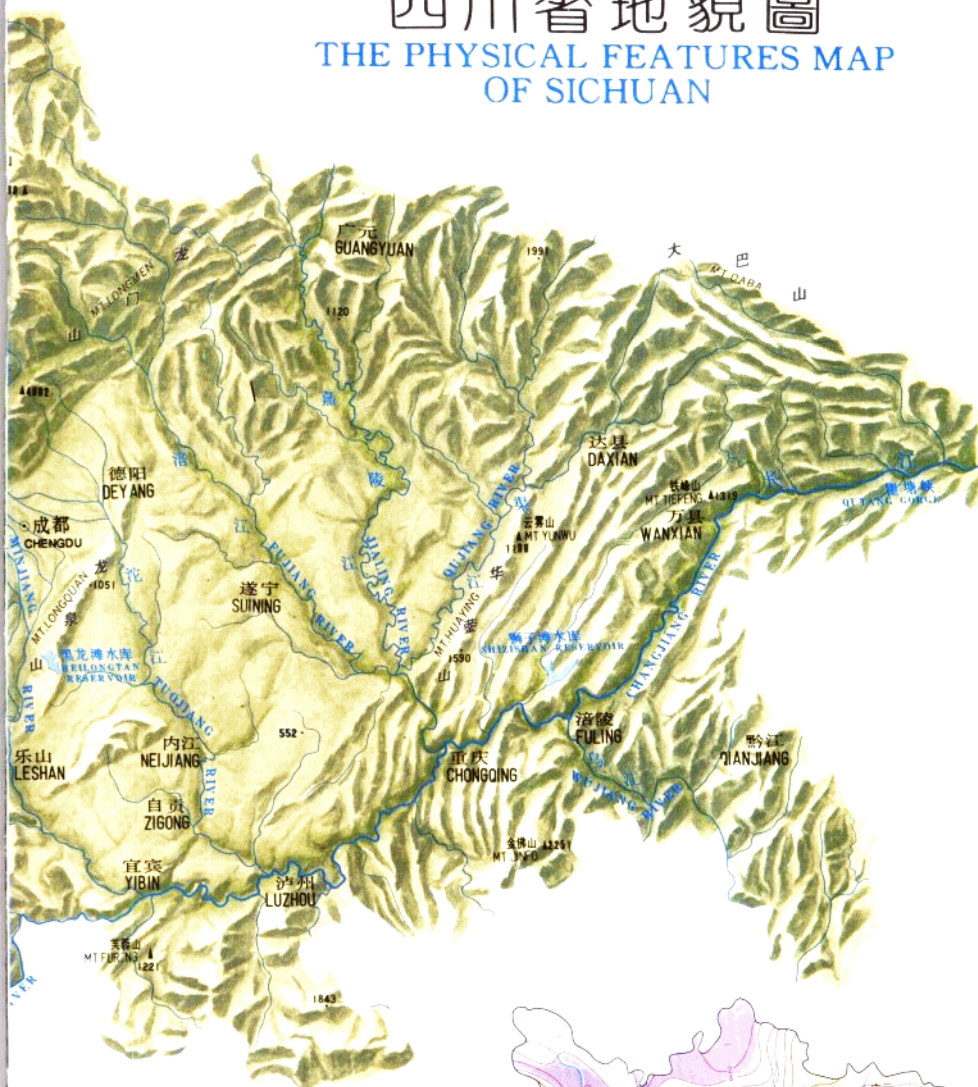 四川省地貌圖
THE PHYSICAL FEATURES MAP
OF SICHUAN
广元
GUANGYUAN
1991
大巴山
MT.DABA
龙门山
MT.LONGMEN
1120
4982
嘉陵江
JIALING RIVER
达县
DAXIAN
德阳
DEYANG
涪江
FUJIANG RIVER
渠江
QUJIANG RIVER
铁峰山
MT TIEFENG 1319
长江
瞿塘峡
QUTANG GORGE
万县
WANXIAN
成都
CHENGDU
云雾山
MT YUNWU
MINJIANG RIVER
龙泉山
MT.LONGQUAN
1051
沱江
TUOJIANG RIVER
遂宁
SUINING
华蓥山
MT.HUAYING
1590
狮子滩水库
SHIZISHAN RESERVOIR
CHANGJIANG RIVER
黑龙滩水库
HEILONGTAN
RESERVOIR
552
涪陵
FULING
黔江
QIANJIANG
乐山
LESHAN
内江
NEIJIANG
重庆
CHONGQING
乌江
WUJIANG RIVER
自贡
ZIGONG
金佛山
MT JINFO
2251
宜宾
YIBIN
泸州
LUZHOU
芙蓉山
1221
1843